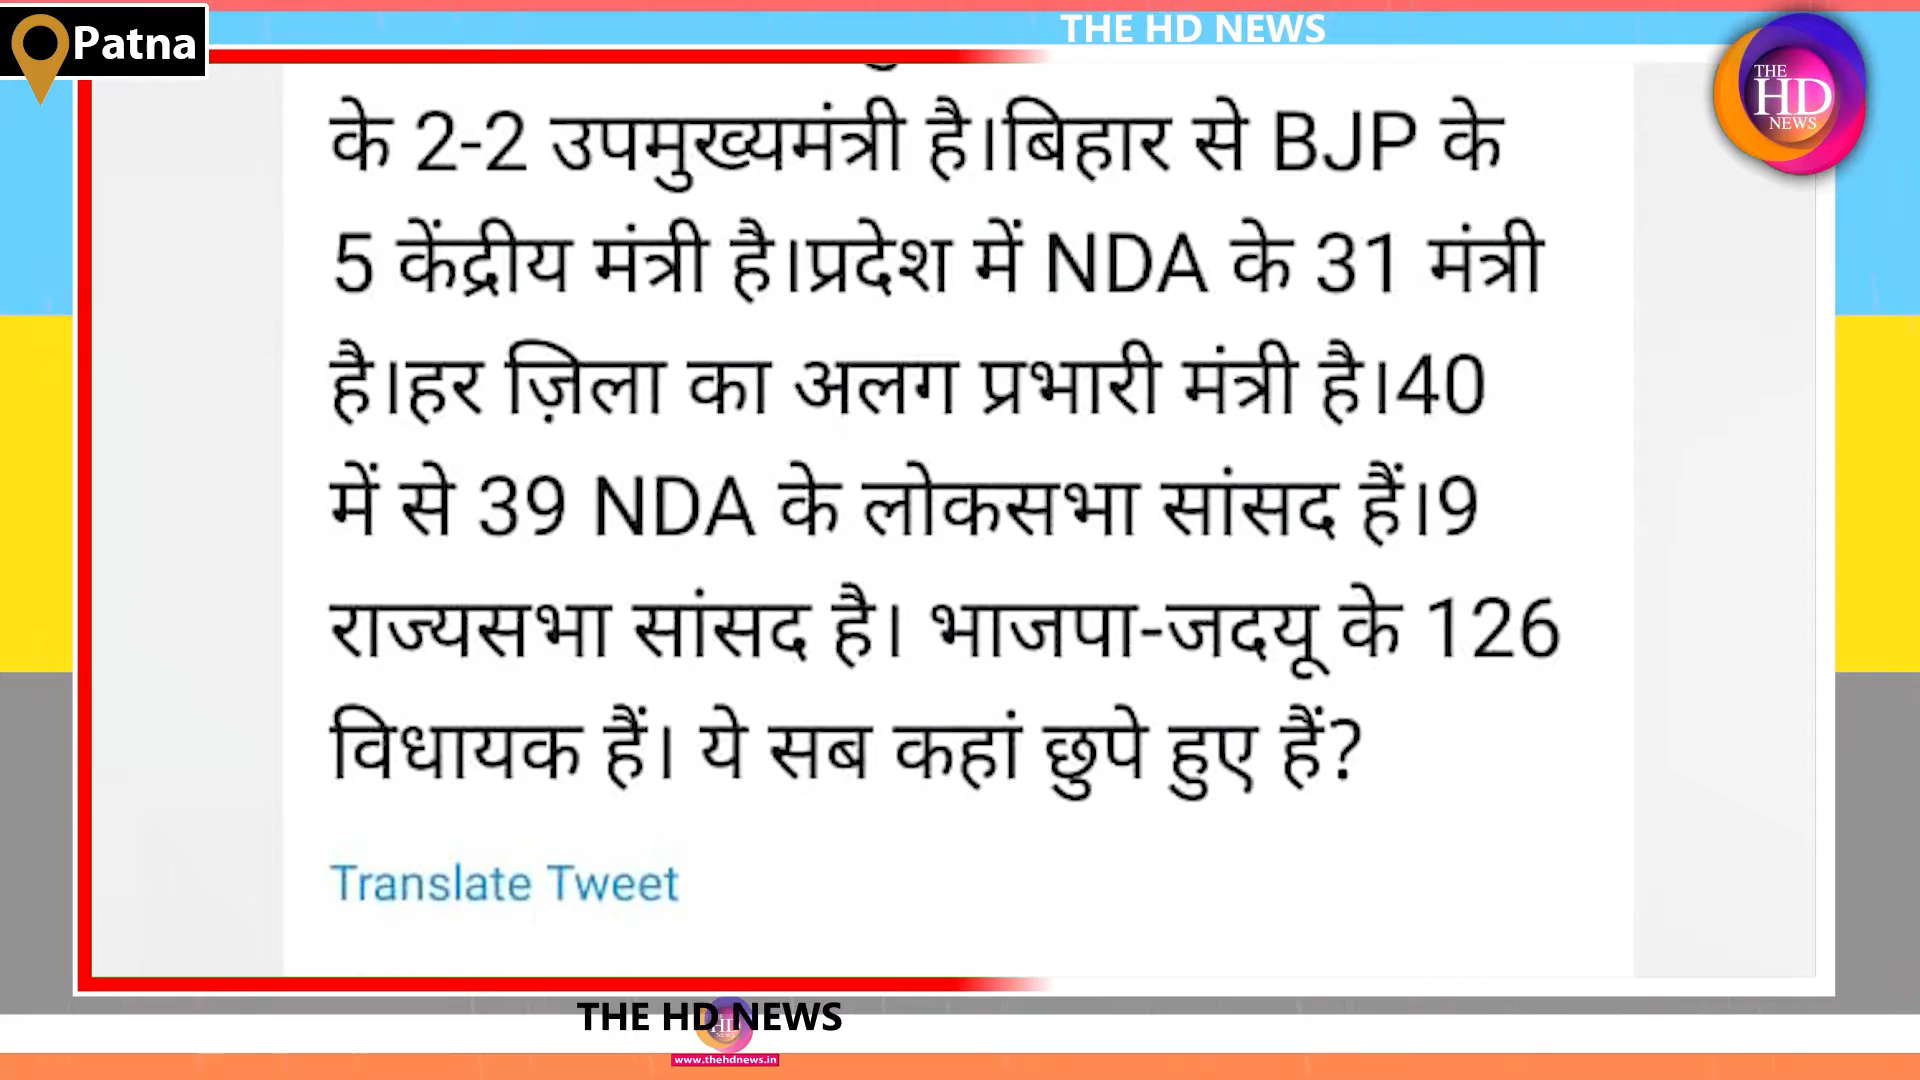 Patna
THE HD NEWS
THE
HD
NEWS
के 2-2 उपमुख्यमंत्री है।बिहार से BJP के
5 केंद्रीय मंत्री है।प्रदेश में NDA के 31 मंत्री
है।हर ज़िला का अलग प्रभारी मंत्री है।40
में से 39 NDA के लोकसभा सांसद हैं।9
राज्यसभा सांसद है। भाजपा-जदयू के 126
विधायक हैं। ये सब कहां छुपे हुए हैं?
Translate Tweet
THE HD NEWS
HD
www.thehdnews.in